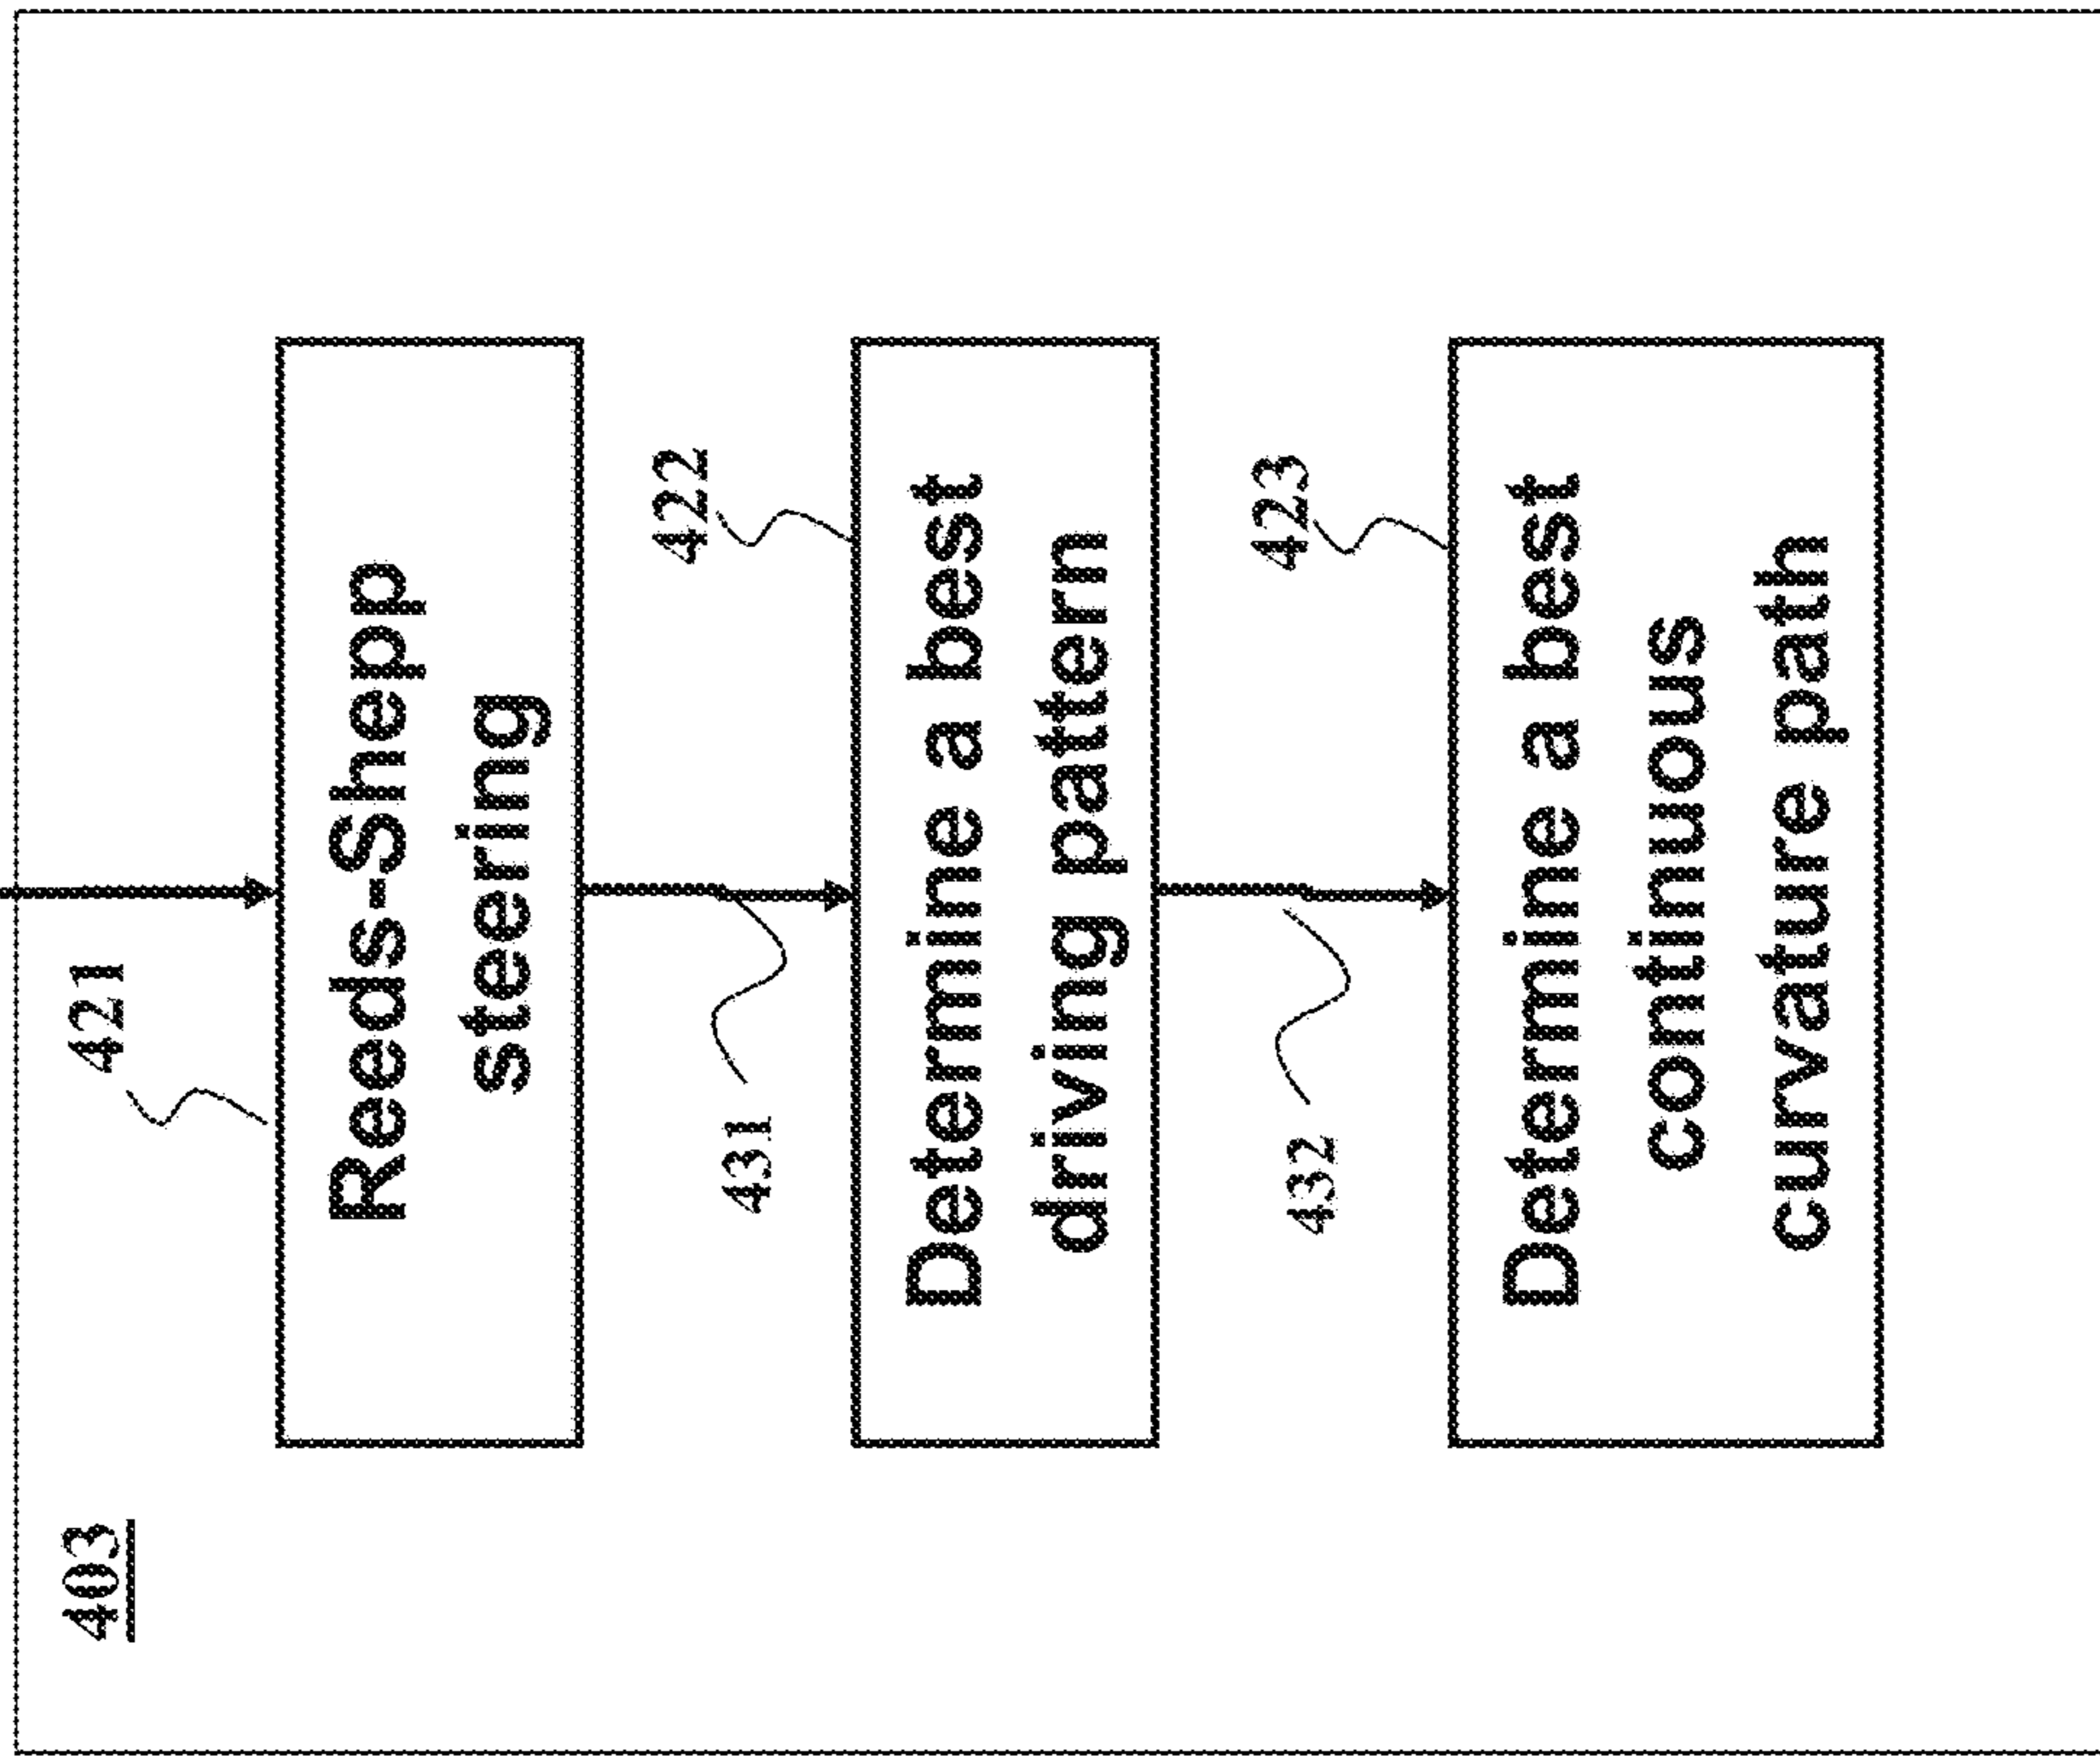 403
421
Reeds-Shepp
steering
431
422
Determine a best
driving pattern
432
423
Determine a best
continuous
curvature path